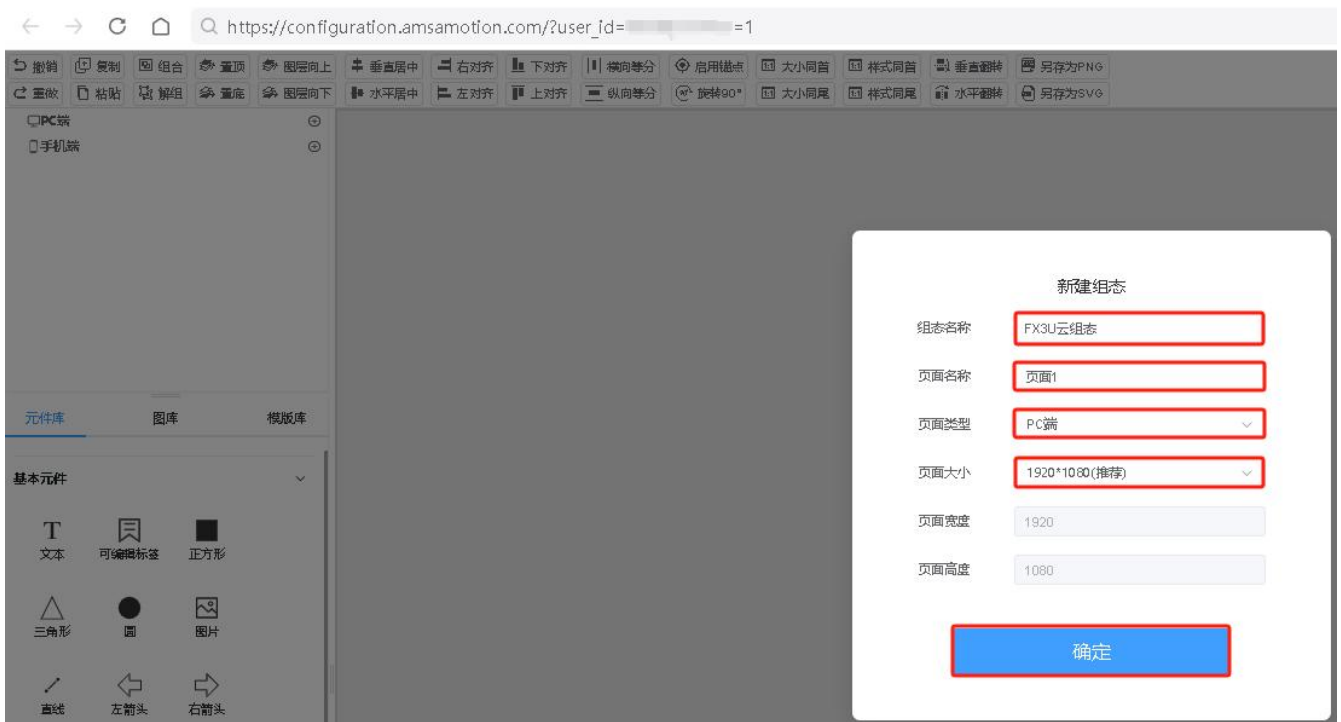 https://configuration.amsamotion.com/?user_id= =1
撤销 复制 组合 置顶 图层向上 垂直居中 右对齐 下对齐 横向等分 启用锚点 大小同首 样式同首 垂直翻转 另存为PNG
重做 粘贴 解组 置底 图层向下 水平居中 左对齐 上对齐 纵向等分 旋转90° 大小同尾 样式同尾 水平翻转 另存为SVG
PC端
手机端
新建组态
组态名称 FX3U云组态
页面名称 页面1
页面类型 PC端
页面大小 1920*1080(推荐)
页面宽度 1920
页面高度 1080
确定
元件库 图库 模版库
基本元件
T
文本 可编辑标签 正方形
三角形 圆 图片
直线 左箭头 右箭头